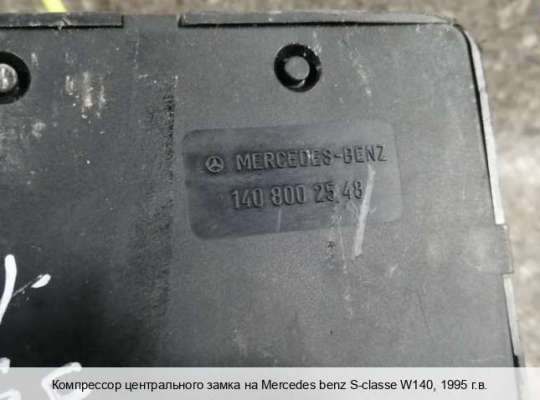 MERCEDES-BENZ
140 800 25 48
Компрессор центрального замка на Mercedes benz S-classe W140, 1995 г.в.